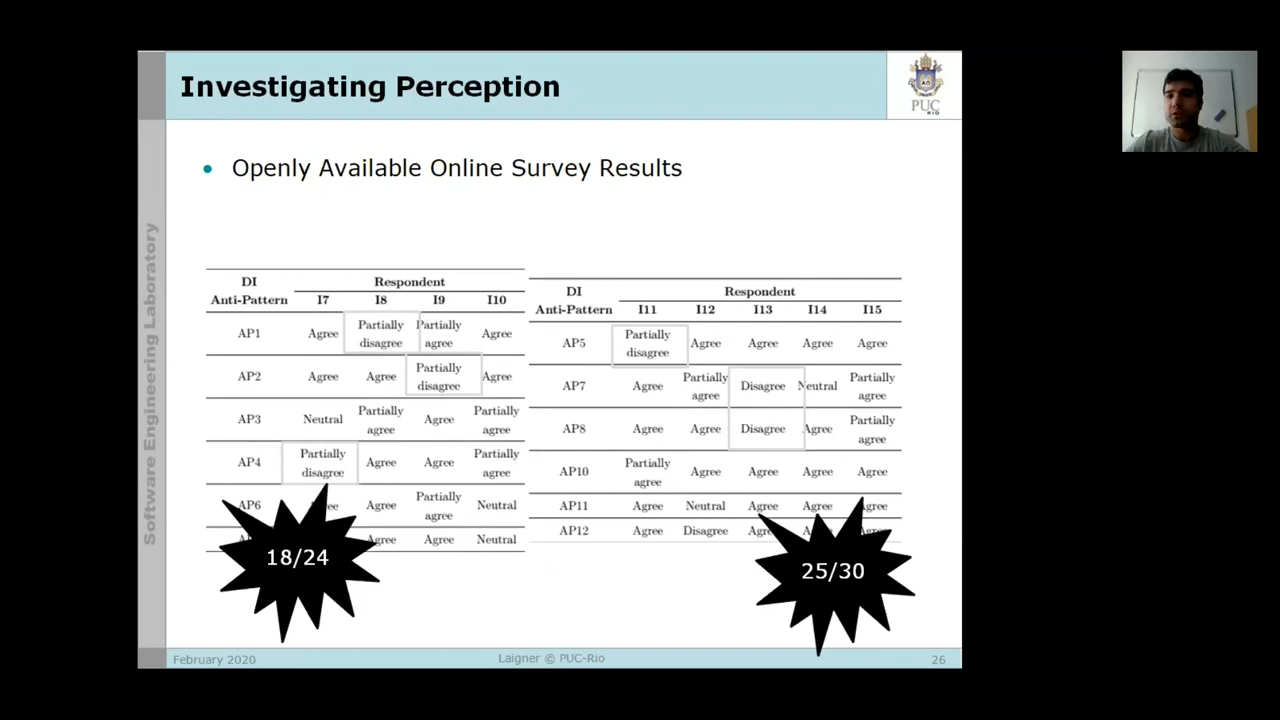 Investigating Perception
PUC
RIO
Software Engineering Laboratory
• Openly Available Online Survey Results
DI Anti-Pattern Respondent
I7 I8 I9 I10
AP1 Agree Partially disagree Partially agree Agree
AP2 Agree Agree Partially disagree Agree
AP3 Neutral Partially agree Agree Partially agree
AP4 Partially disagree Agree Agree Partially agree
AP6 Agree Partially agree Neutral
Agree Agree Neutral
18/24
DI Anti-Pattern Respondent
I11 I12 I13 I14 I15
AP5 Partially disagree Agree Agree Agree Agree
AP7 Agree Partially agree Disagree Neutral Partially agree
AP8 Agree Agree Disagree Agree Partially agree
AP10 Partially agree Agree Agree Agree Agree
AP11 Agree Neutral Agree Agree Agree
AP12 Agree Disagree
25/30
February 2020
Laigner © PUC-Rio
26